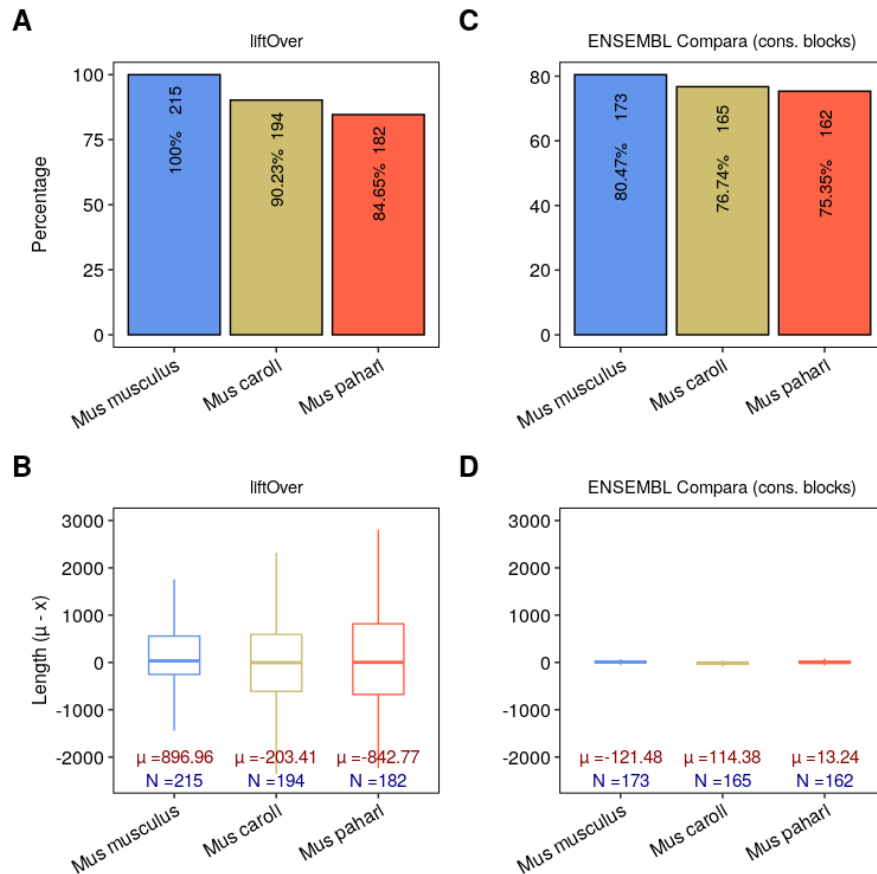 A
liftOver
Percentage
100
75
50
25
0
100% 215
90.23% 194
84.65% 182
Mus musculus
Mus caroli
Mus pahari
C
ENSEMBL Compara (cons. blocks)
80
60
40
20
0
80.47% 173
76.74% 165
75.35% 162
Mus musculus
Mus caroli
Mus pahari
B
liftOver
Length (μ - x)
3000
2000
1000
0
-1000
-2000
μ =896.96 μ =-203.41 μ =-842.77
N =215 N =194 N =182
Mus musculus
Mus caroli
Mus pahari
D
ENSEMBL Compara (cons. blocks)
3000
2000
1000
0
-1000
-2000
μ =-121.48 μ =114.38 μ =13.24
N =173 N =165 N =162
Mus musculus
Mus caroli
Mus pahari